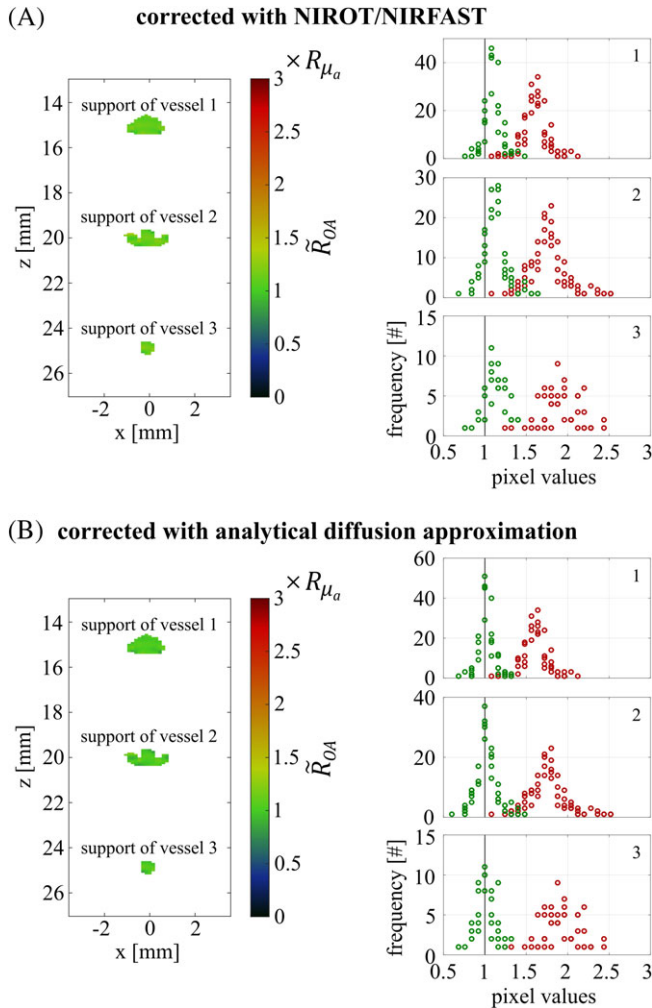 (A) corrected with NIROT/NIRFAST
3 × Rμa
14
support of vessel 1
2.5
16
2
18
support of vessel 2
z [mm]
20
1.5
R̃OA
22
1
support of vessel 3
24
0.5
26
0
-2 0 2
x [mm]
40
20
0
1
30
20
10
0
2
15
10
5
0
3
frequency [#]
0.5 1 1.5 2 2.5 3
pixel values
(B) corrected with analytical diffusion approximation
3 × Rμa
14
support of vessel 1
2.5
16
2
18
support of vessel 2
z [mm]
20
1.5
R̃OA
22
1
support of vessel 3
24
0.5
26
0
-2 0 2
x [mm]
60
40
20
0
1
40
20
0
2
15
10
5
0
3
frequency [#]
0.5 1 1.5 2 2.5 3
pixel values